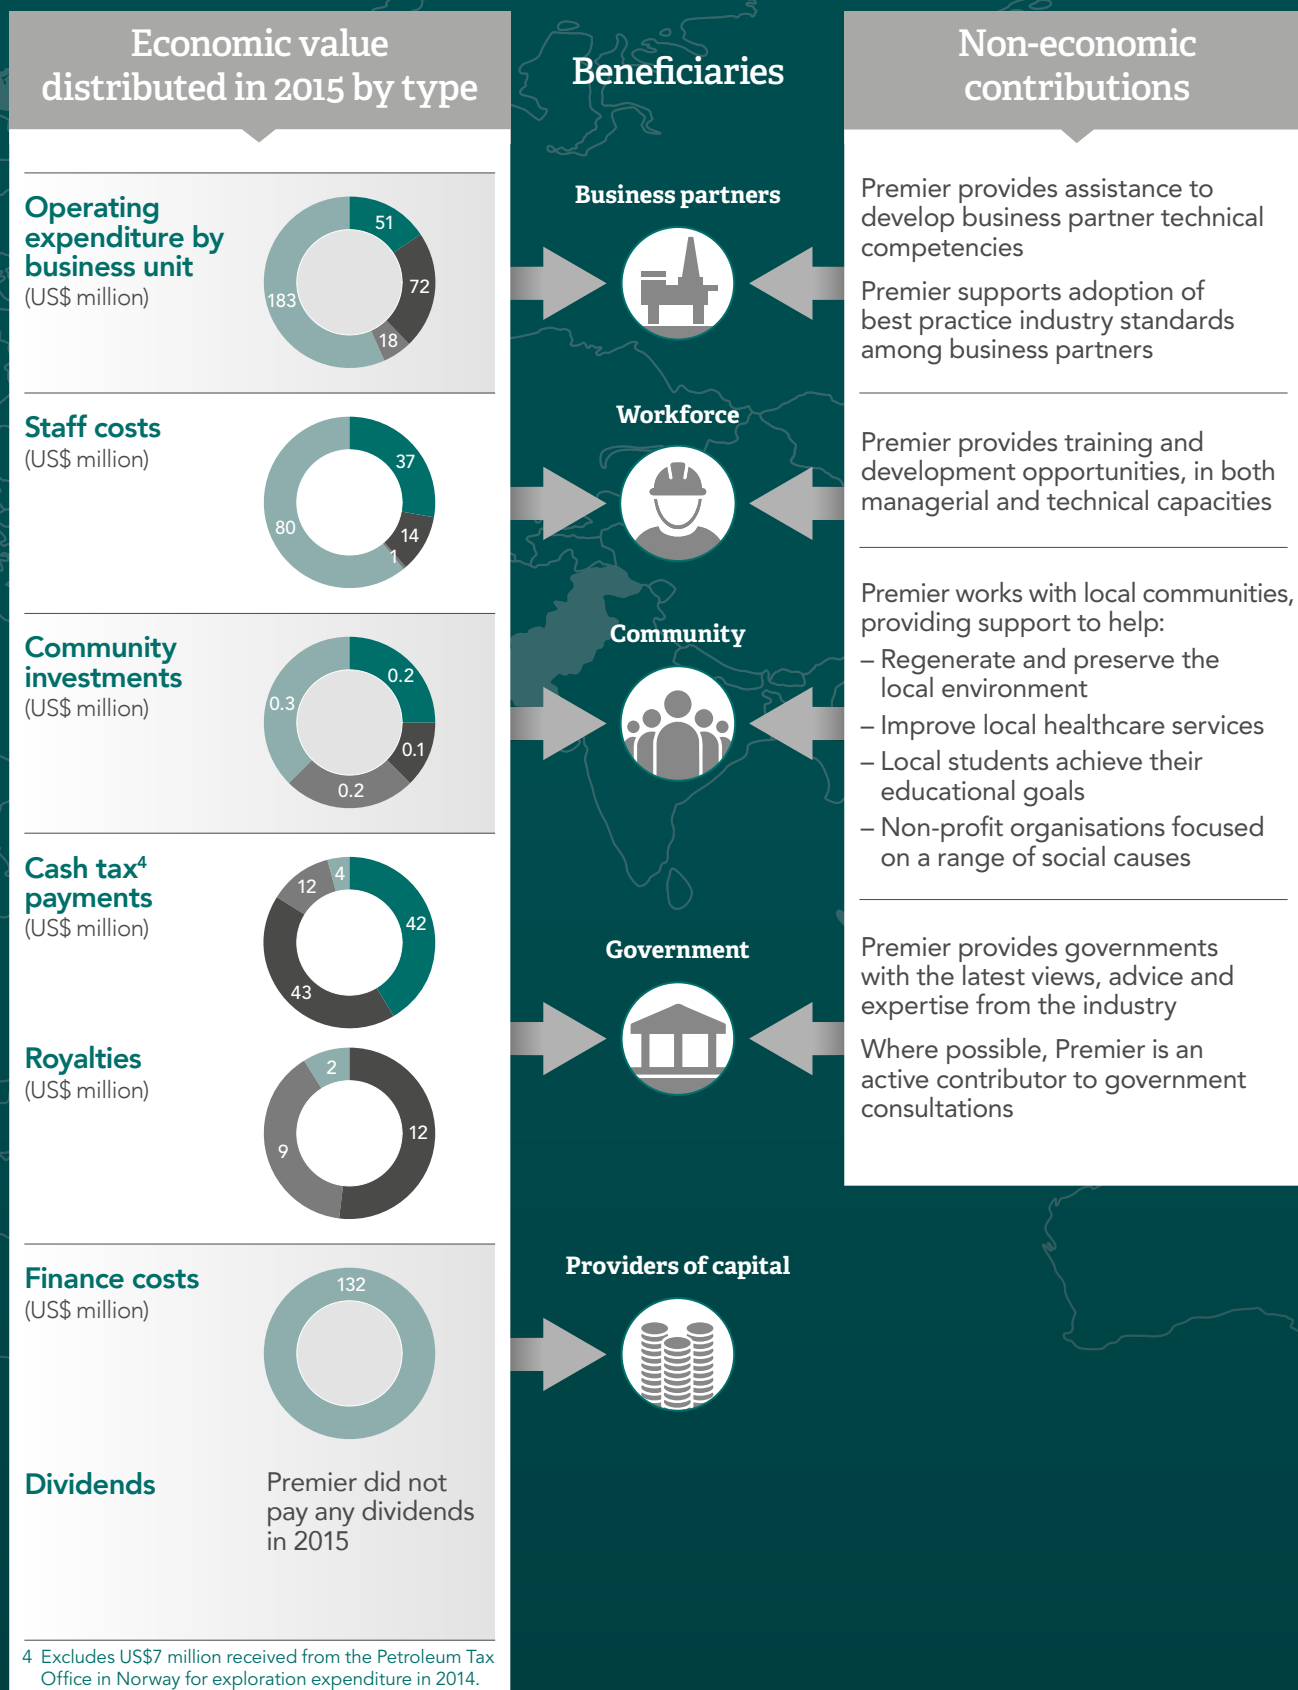 Economic value
distributed in 2015 by type
Beneficiaries
Non-economic
contributions
Operating
expenditure by
business unit
(US$ million)
51
72
18
183
Business partners
Premier provides assistance to
develop business partner technical
competencies
Premier supports adoption of
best practice industry standards
among business partners
Staff costs
(US$ million)
37
14
1
80
Workforce
Premier provides training and
development opportunities, in both
managerial and technical capacities
Community
investments
(US$ million)
0.2
0.1
0.2
0.3
Community
Premier works with local communities,
providing support to help:
– Regenerate and preserve the
local environment
– Improve local healthcare services
– Local students achieve their
educational goals
– Non-profit organisations focused
on a range of social causes
Cash tax⁴
payments
(US$ million)
42
43
12
4
Royalties
(US$ million)
12
9
2
Government
Premier provides governments
with the latest views, advice and
expertise from the industry
Where possible, Premier is an
active contributor to government
consultations
Finance costs
(US$ million)
132
Providers of capital
Dividends
Premier did not
pay any dividends
in 2015
4 Excludes US$7 million received from the Petroleum Tax
Office in Norway for exploration expenditure in 2014.